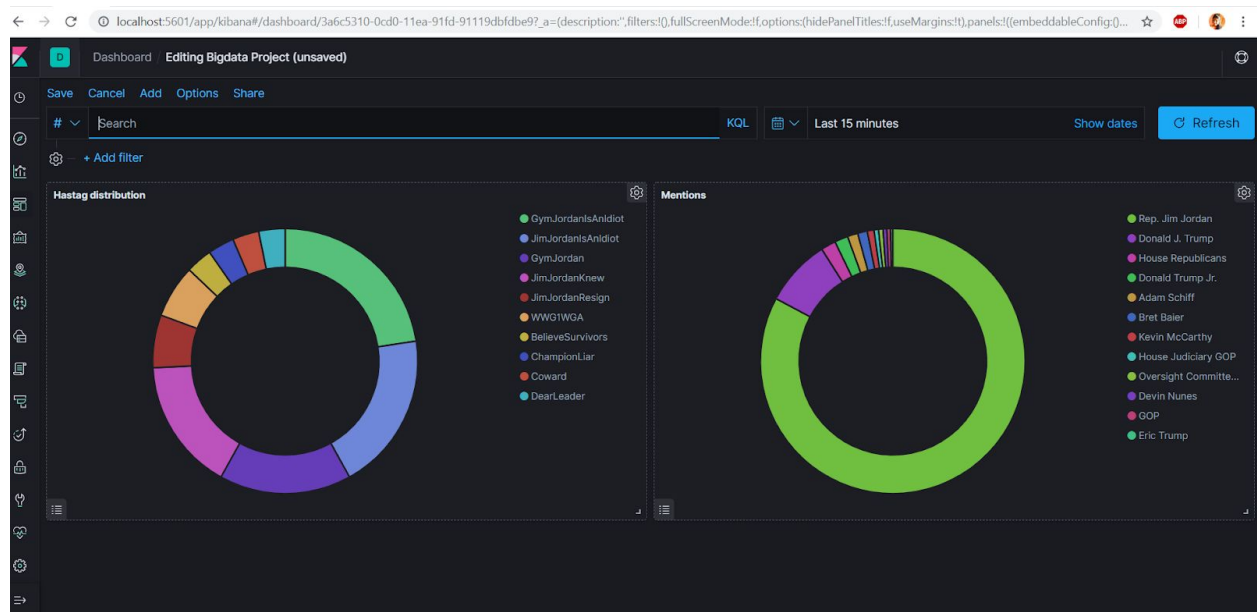 localhost:5601/app/kibana#/dashboard/3a6c5310-0cd0-11ea-91fd-91119dbfdbe9?_a=(description:'',filters:!(),fullScreenMode:!f,options:(hidePanelTitles:!f,useMargins:!t),panels:!((embeddableConfig:()...
ABP
D Dashboard Editing Bigdata Project (unsaved)
Save Cancel Add Options Share
# Search KQL Last 15 minutes Show dates Refresh
+ Add filter
Hastag distribution
GymJordanIsAnIdiot
JimJordanIsAnIdiot
GymJordan
JimJordanKnew
JimJordanResign
WWG1WGA
BelieveSurvivors
ChampionLiar
Coward
DearLeader
Mentions
Rep. Jim Jordan
Donald J. Trump
House Republicans
Donald Trump Jr.
Adam Schiff
Bret Baier
Kevin McCarthy
House Judiciary GOP
Oversight Committe...
Devin Nunes
GOP
Eric Trump